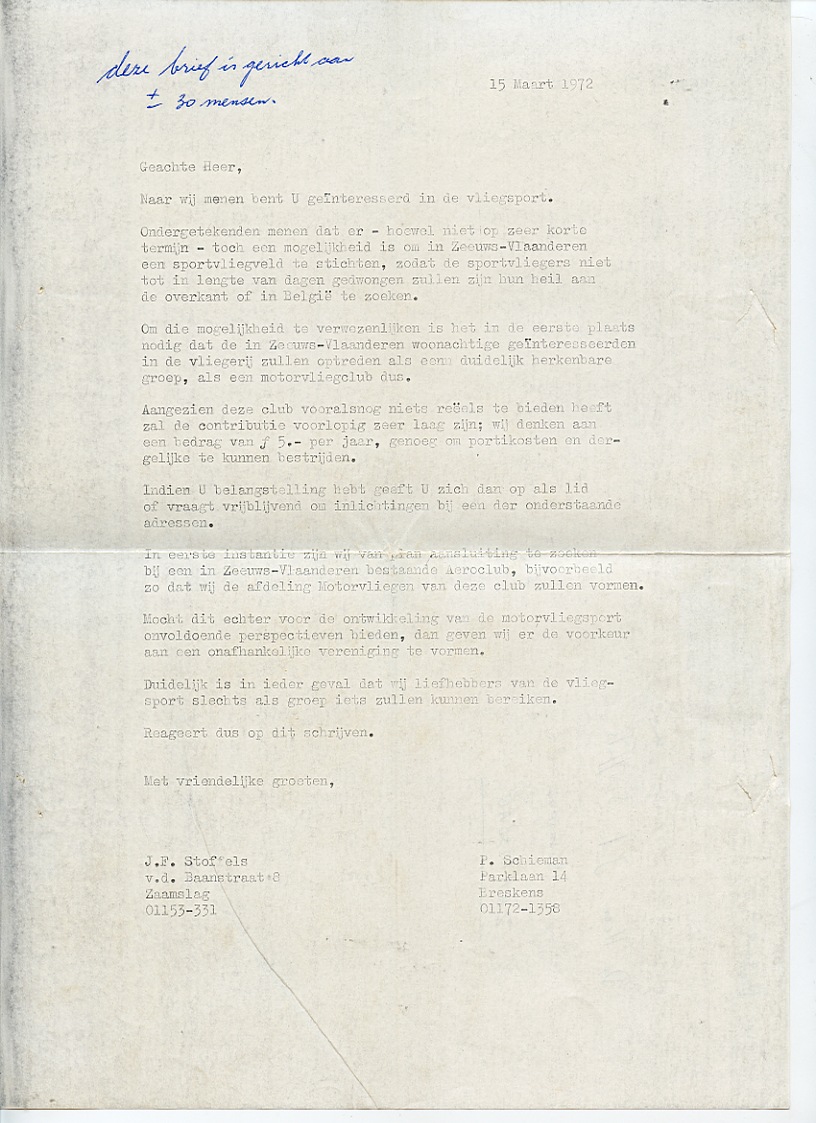 deze brief is gericht aan
± 30 mensen.
15 Maart 1972
Geachte Heer,
Naar wij menen bent U geïnteresserd in de vliegsport.
Ondergetekenden menen dat er - hoewel niet op zeer korte
termijn - toch een mogelijkheid is om in Zeeuws-Vlaanderen
een sportvliegveld te stichten, zodat de sportvliegers niet
tot in lengte van dagen gedwongen zullen zijn hun heil aan
de overkant of in België te zoeken.
Om die mogelijkheid te verwezenlijken is het in de eerste plaats
nodig dat de in Zeeuws-Vlaanderen woonachtige geïnteresseerden
in de vliegerij zullen optreden als een duidelijk herkenbare
groep, als een motorvliegclub dus.
Aangezien deze club vooralsnog niets reëels te bieden heeft
zal de contributie voorlopig zeer laag zijn; wij denken aan
een bedrag van ƒ 5.- per jaar, genoeg om portikosten en der-
gelijke te kunnen bestrijden.
Indien U belangstelling hebt geeft U zich dan op als lid
of vraagt vrijblijvend om inlichtingen bij een der onderstaande
adressen.
In eerste instantie zijn wij van plan aansluiting te zoeken
bij een in Zeeuws-Vlaanderen bestaande Aeroclub, bijvoorbeeld
zo dat wij de afdeling Motorvliegen van deze club zullen vormen.
Mocht dit echter voor de ontwikkeling van de motorvliegsport
onvoldoende perspectieven bieden, dan geven wij er de voorkeur
aan een onafhankelijke vereniging te vormen.
Duidelijk is in ieder geval dat wij liefhebbers van de vlieg-
sport slechts als groep iets zullen kunnen bereiken.
Reageert dus op dit schrijven.
Met vriendelijke groeten,
J.F. Stoffels
v.d. Baanstraat 8
Zaamslag
01153-331
P. Schieman
Parklaan 14
Breskens
01172-1358